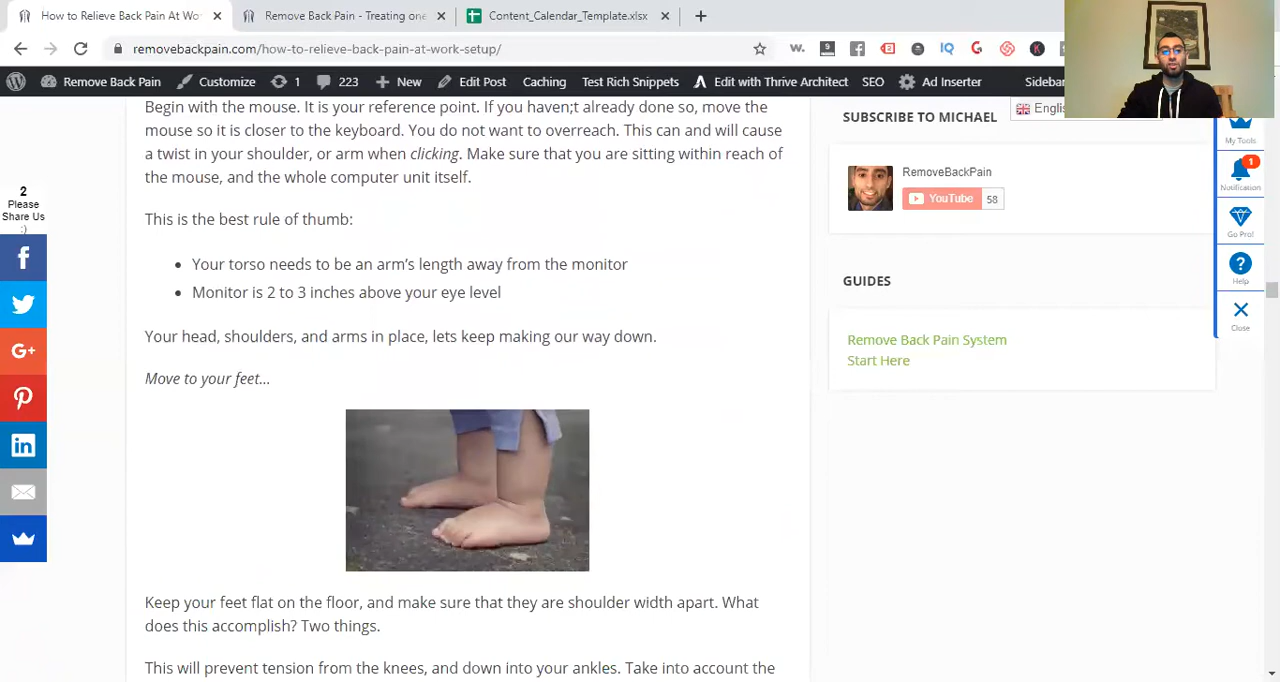 How to Relieve Back Pain At Wo
Remove Back Pain - Treating one
Content_Calendar_Template.xlsx
removebackpain.com/how-to-relieve-back-pain-at-work-setup/
Remove Back Pain Customize 1 223 New Edit Post Caching Test Rich Snippets Edit with Thrive Architect SEO Ad Inserter Sidebar
Begin with the mouse. It is your reference point. If you haven;t already done so, move the
mouse so it is closer to the keyboard. You do not want to overreach. This can and will cause
a twist in your shoulder, or arm when clicking. Make sure that you are sitting within reach of
the mouse, and the whole computer unit itself.
This is the best rule of thumb:
Your torso needs to be an arm's length away from the monitor
Monitor is 2 to 3 inches above your eye level
Your head, shoulders, and arms in place, lets keep making our way down.
Move to your feet...
Keep your feet flat on the floor, and make sure that they are shoulder width apart. What
does this accomplish? Two things.
This will prevent tension from the knees, and down into your ankles. Take into account the
2
Please
Share Us
:)
SUBSCRIBE TO MICHAEL
Engli
RemoveBackPain
YouTube 58
GUIDES
Remove Back Pain System
Start Here
My Tools
1
Notification
Go Pro!
Help
Close